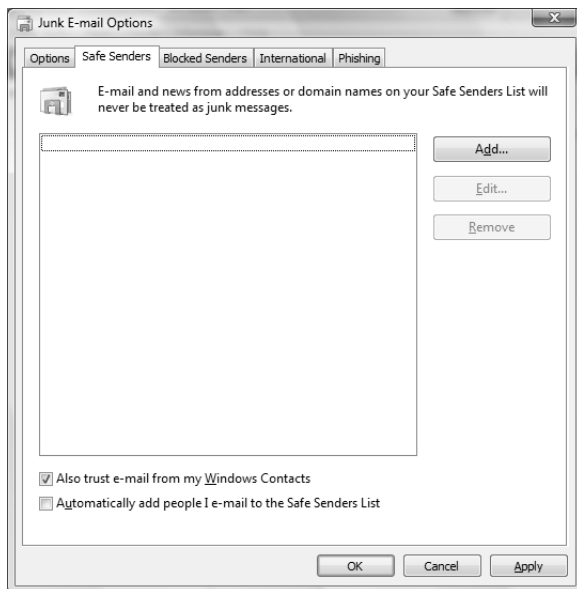 Junk E-mail Options
Options Safe Senders Blocked Senders International Phishing
E-mail and news from addresses or domain names on your Safe Senders List will
never be treated as junk messages.
Add...
Edit...
Remove
Also trust e-mail from my Windows Contacts
Automatically add people I e-mail to the Safe Senders List
OK Cancel Apply